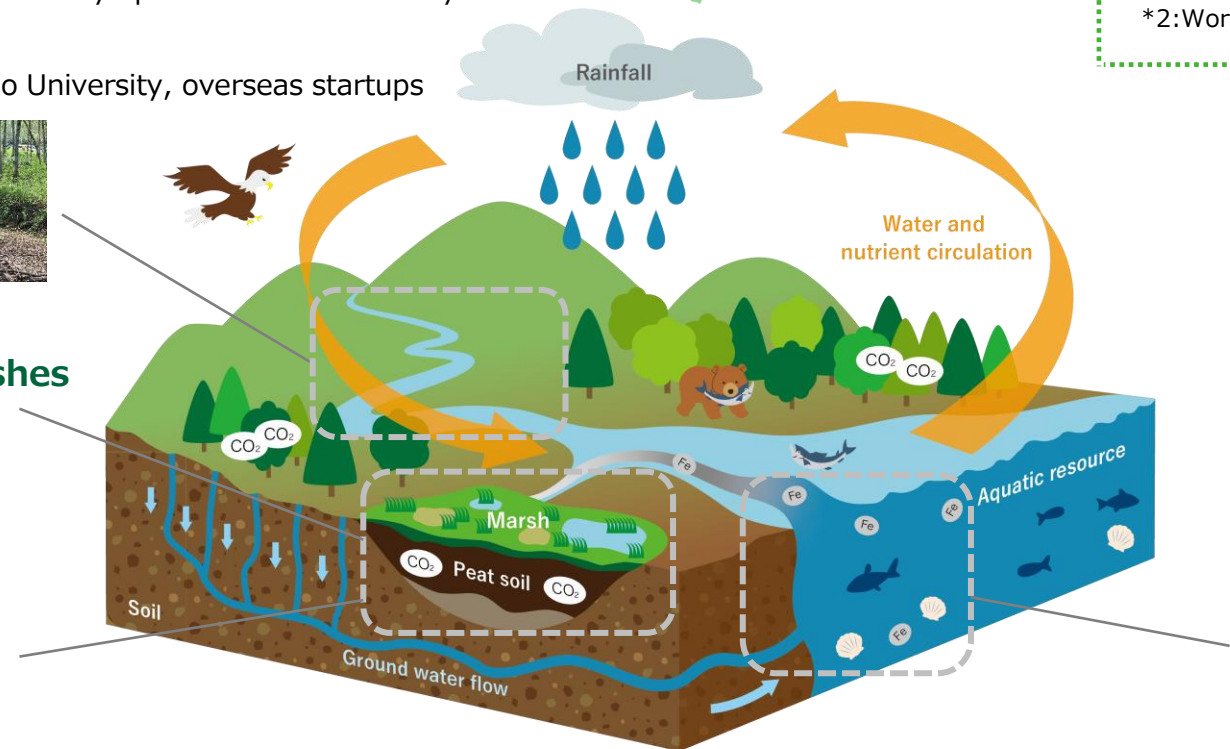 *2:Wor
o University, overseas startups
Rainfall
Water and
nutrient circulation
shes
CO₂
CO₂
CO₂
CO₂
Fe
Fe
Fe
Fe
Aquatic resource
Marsh
CO₂ Peat soil CO₂
Soil
Fe
Ground water flow